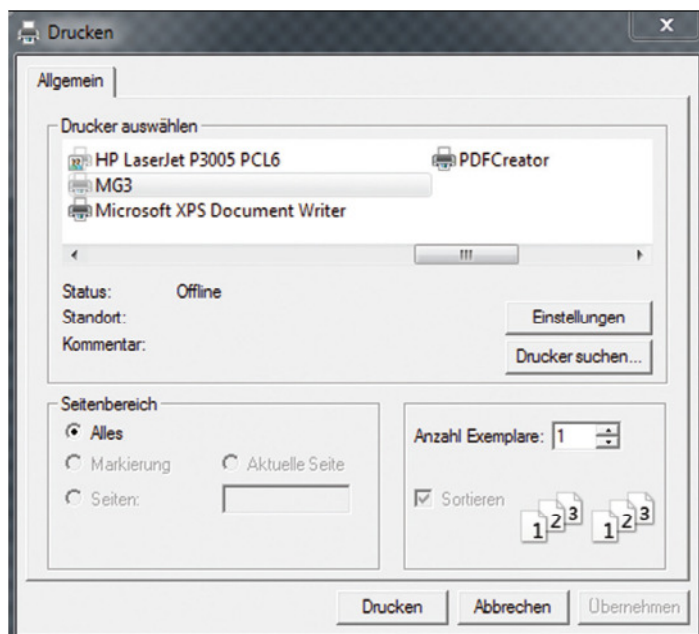 Drucken
x
Allgemein
Drucker auswählen
HP LaserJet P3005 PCL6
PDFCreator
MG3
Microsoft XPS Document Writer
Status: Offline
Standort:
Kommentar:
Einstellungen
Drucker suchen...
Seitenbereich
Alles
Markierung
Aktuelle Seite
Seiten:
Anzahl Exemplare: 1
Sortieren
1 2 3 1 2 3
Drucken Abbrechen Übernehmen